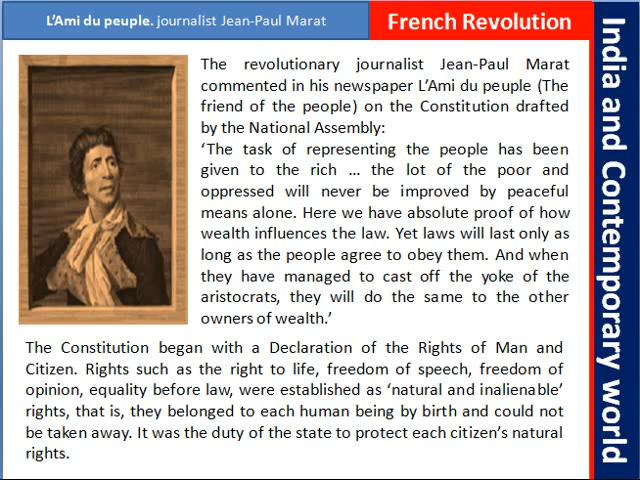 L'Ami du peuple. journalist Jean-Paul Marat
French Revolution
The revolutionary journalist Jean-Paul Marat
commented in his newspaper L'Ami du peuple (The
friend of the people) on the Constitution drafted
by the National Assembly:
‘The task of representing the people has been
given to the rich … the lot of the poor and
oppressed will never be improved by peaceful
means alone. Here we have absolute proof of how
wealth influences the law. Yet laws will last only as
long as the people agree to obey them. And when
they have managed to cast off the yoke of the
aristocrats, they will do the same to the other
owners of wealth.’
The Constitution began with a Declaration of the Rights of Man and
Citizen. Rights such as the right to life, freedom of speech, freedom of
opinion, equality before law, were established as ‘natural and inalienable’
rights, that is, they belonged to each human being by birth and could not
be taken away. It was the duty of the state to protect each citizen’s natural
rights.
India and Contemporary world